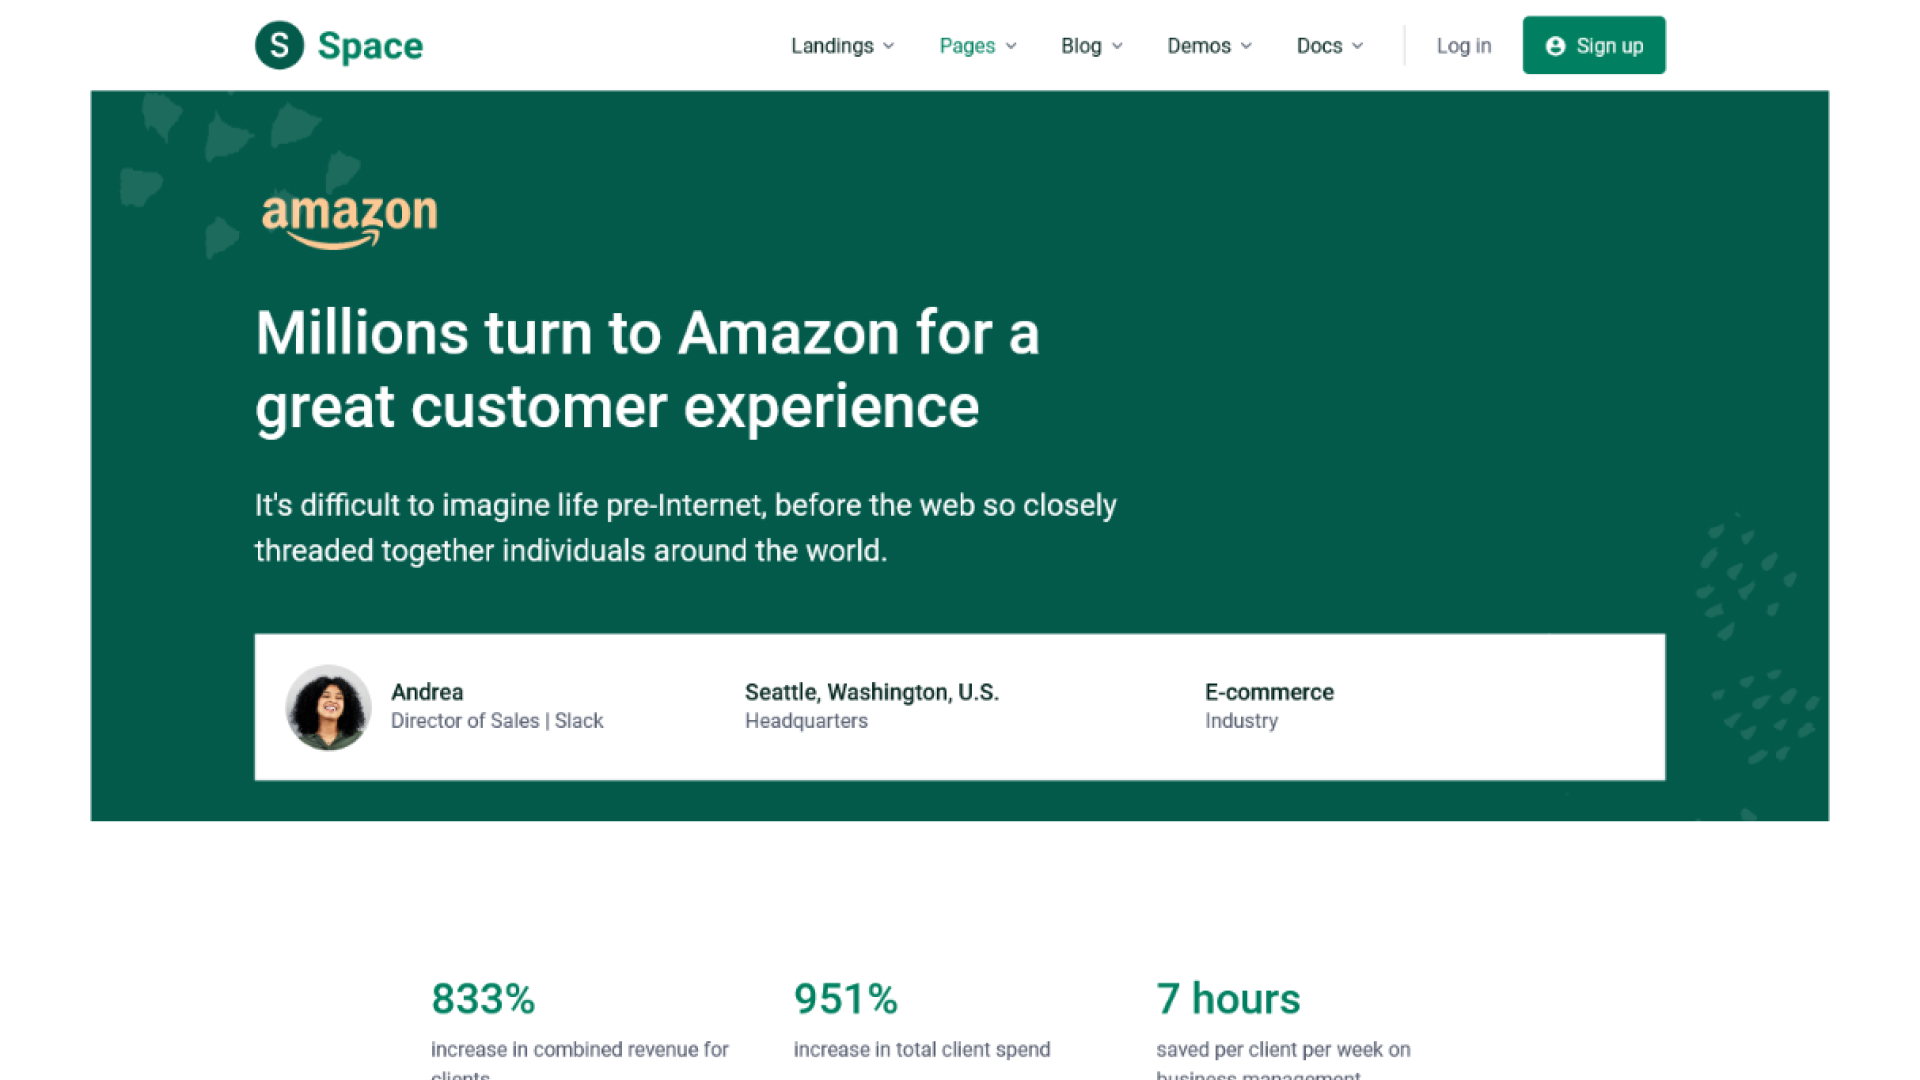 S Space
Landings
Pages
Blog
Demos
Docs
Log in
Sign up
amazon
Millions turn to Amazon for a
great customer experience
It's difficult to imagine life pre-Internet, before the web so closely
threaded together individuals around the world.
Andrea
Director of Sales | Slack
Seattle, Washington, U.S.
Headquarters
E-commerce
Industry
833%
increase in combined revenue for
clients
951%
increase in total client spend
7 hours
saved per client per week on
business management